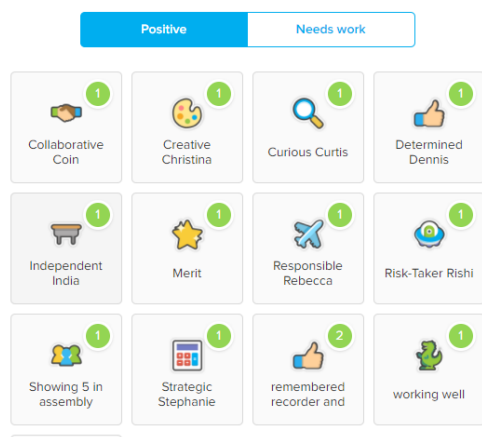 Positive
Needs work
1
1
1
1
Collaborative
Coin
Creative
Christina
Curious Curtis
Determined
Dennis
1
1
1
1
Independent
India
Merit
Responsible
Rebecca
Risk-Taker Rishi
1
1
2
1
Showing 5 in
assembly
Strategic
Stephanie
remembered
recorder and
working well